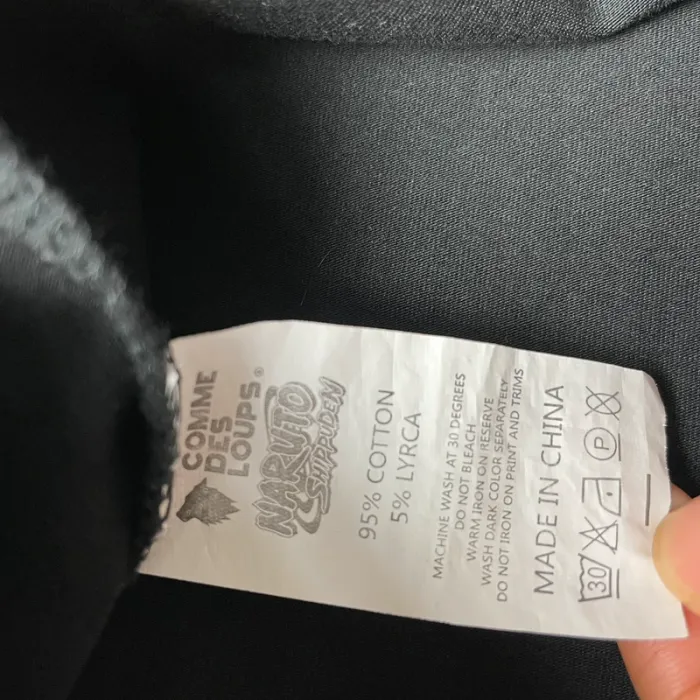 COMME
DES
LOUPS®
NARUTO
SHIPPUDEN
95% COTTON
5% LYRCA
MACHINE WASH AT 30 DEGREES
DO NOT BLEACH
WARM IRON ON RESERVE
WASH DARK COLOR SEPARATELY
DO NOT IRON ON PRINT AND TRIMS
MADE IN CHINA
30 P